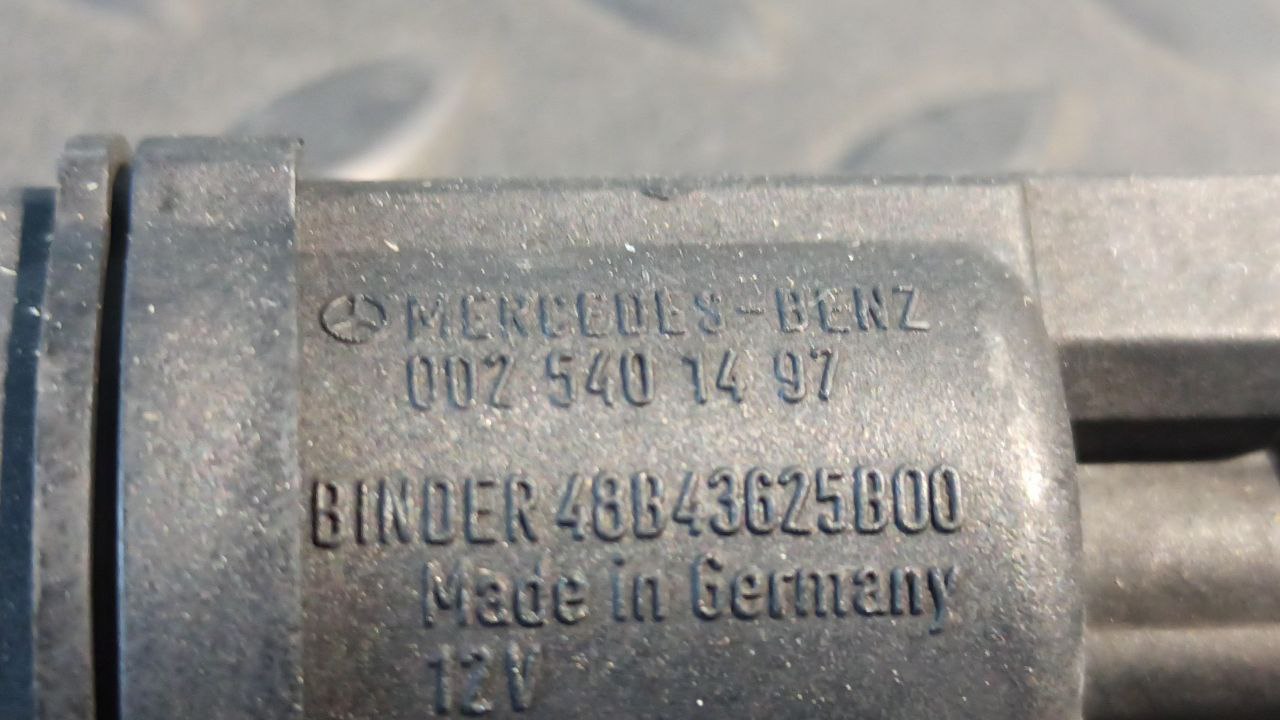 MERCEDES-BENZ
002 540 14 97
BINDER 48B43625B00
Made in Germany
12V